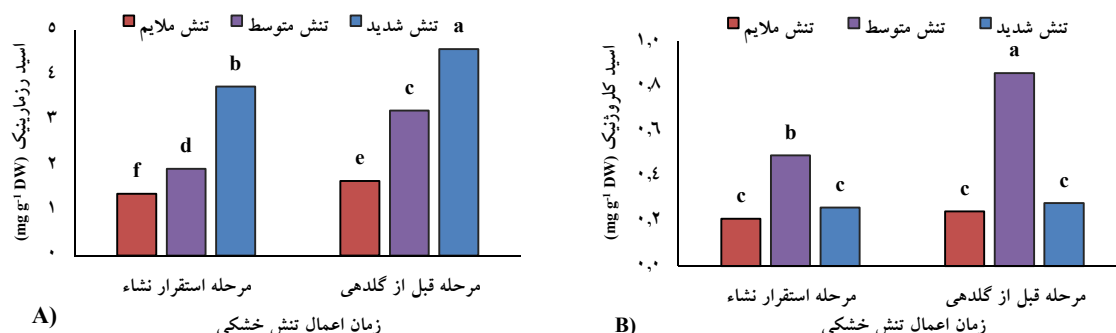 تنش ملایم تنش متوسط تنش شدید
اسید رزمارینیک (mg g-1 DW)
۵
٤
۳
۲
۱
۰
f d b e c a
مرحله استقرار نشاء مرحله قبل از گلدهی
زمان اعمال تنش خشکی
A)
تنش ملایم تنش متوسط تنش شدید
اسید کلروژنیک (mg g-1 DW)
۱,۰
۰,۸
۰,٦
۰,٤
۰,۲
۰,۰
c b c c a c
مرحله استقرار نشاء مرحله قبل از گلدهی
زمان اعمال تنش خشکی
B)